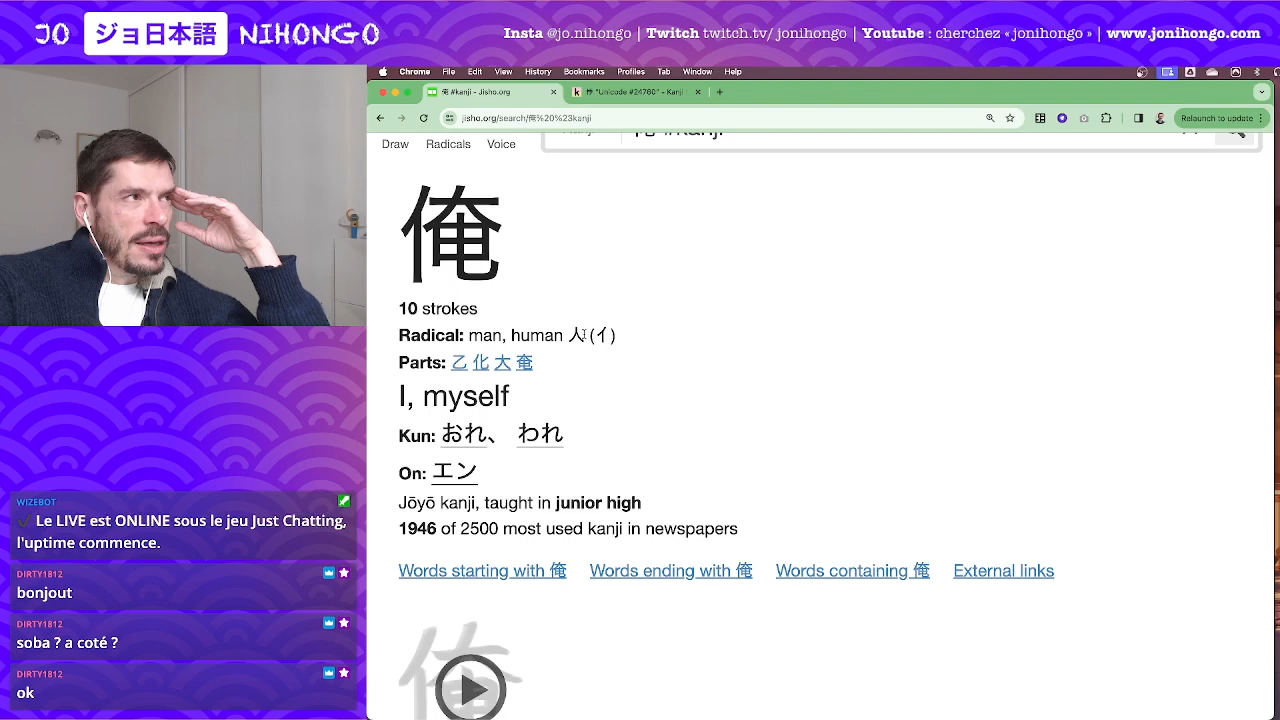 JO ジョ日本語 NIHONGO
Insta @jo.nihongo | Twitch twitch.tv/ jonihongo | Youtube : cherchez « jonihongo » | www.jonihongo.com
Chrome File Edit View History Bookmarks Profiles Tab Window Help
俺 #kanji - Jisho.org
"Unicode #24760" - Kanji
jisho.org/search/俺%20%23kanji
Relaunch to update
Draw Radicals Voice
俺 #kanji
俺
10 strokes
Radical: man, human 人 (亻)
Parts: 乙 化 大 奄
I, myself
Kun: おれ、 われ
On: エン
Jōyō kanji, taught in junior high
1946 of 2500 most used kanji in newspapers
Words starting with 俺 Words ending with 俺 Words containing 俺 External links
俺
WIZEBOT
✔ Le LIVE est ONLINE sous le jeu Just Chatting,
l'uptime commence.
DIRTY1812
bonjout
DIRTY1812
soba ? a coté ?
DIRTY1812
ok